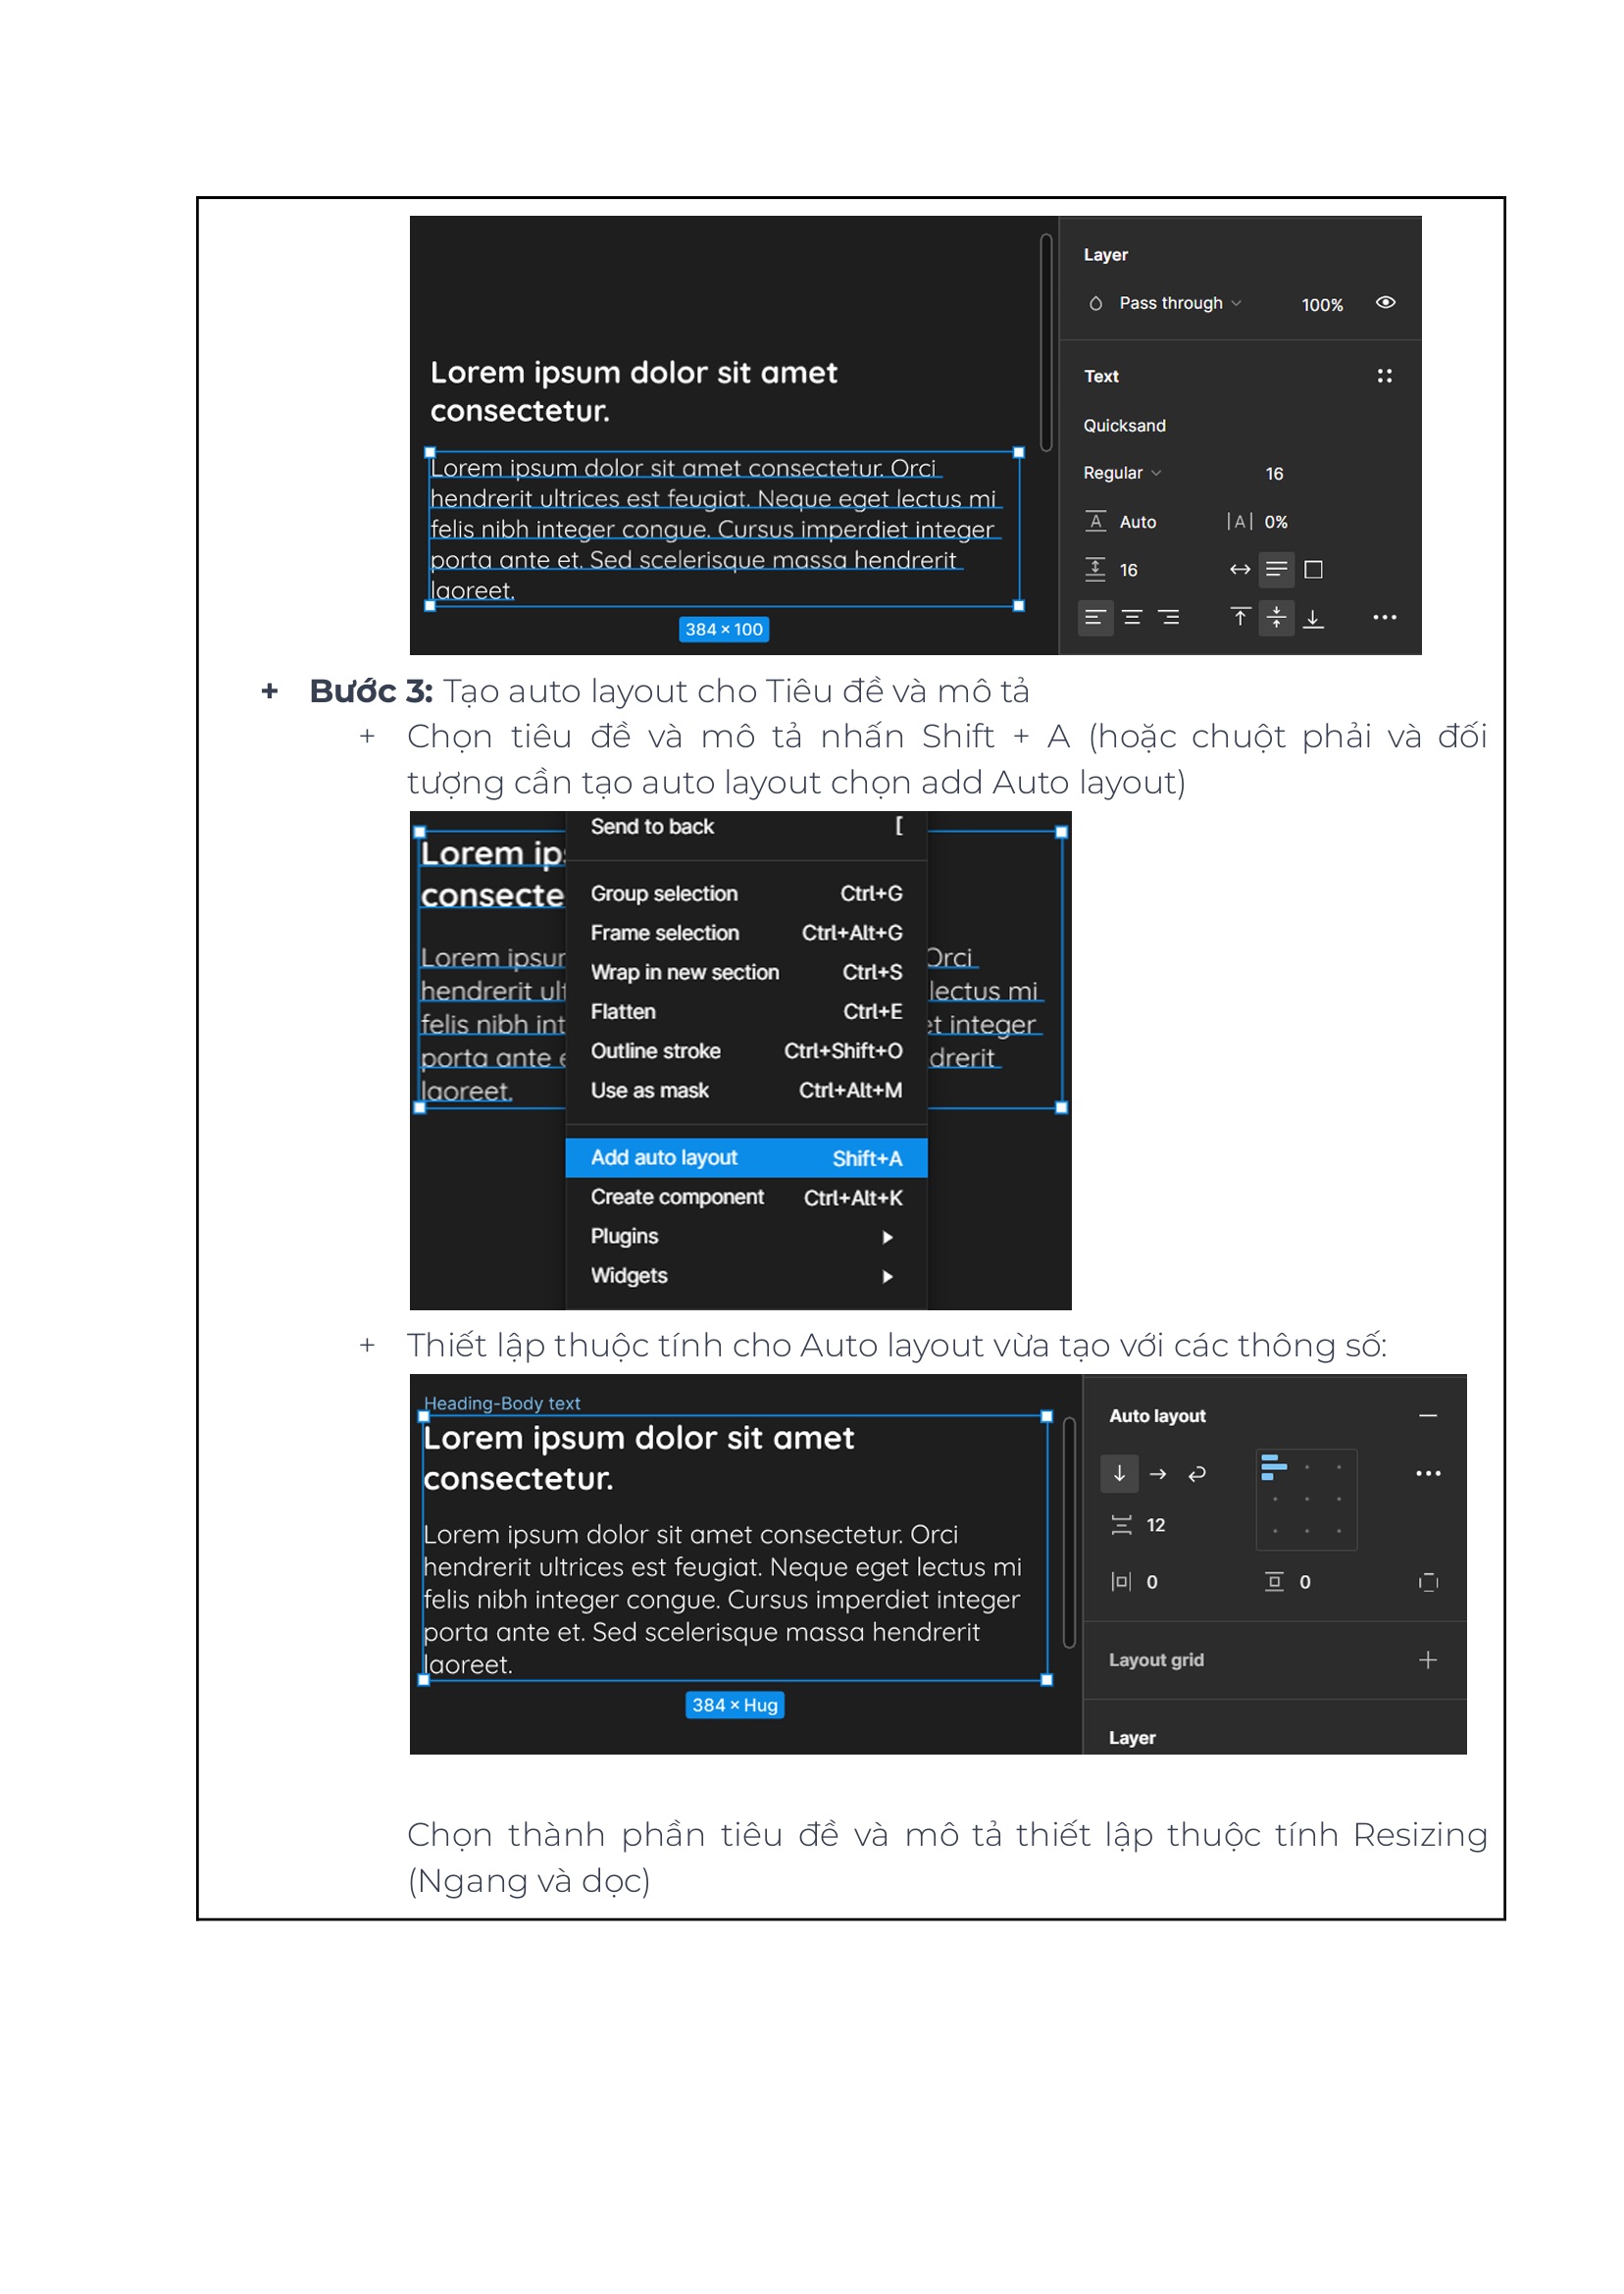 Layer
Pass through 100%
Lorem ipsum dolor sit amet
consectetur.
Text
Quicksand
Lorem ipsum dolor sit amet consectetur. Orci
hendrerit ultrices est feugiat. Neque eget lectus mi
felis nibh integer congue. Cursus imperdiet integer
porta ante et. Sed scelerisque massa hendrerit
laoreet.
384 × 100
Regular 16
Auto |A| 0%
16
+ Bước 3: Tạo auto layout cho Tiêu đề và mô tả
+ Chọn tiêu đề và mô tả nhấn Shift + A (hoặc chuột phải và đối
tượng cần tạo auto layout chọn add Auto layout)
Send to back [
Lorem ip
consecte
Group selection Ctrl+G
Frame selection Ctrl+Alt+G
Wrap in new section Ctrl+S
Flatten Ctrl+E
Outline stroke Ctrl+Shift+O
Use as mask Ctrl+Alt+M
Lorem ipsur Orci
hendrerit ult lectus mi
felis nibh int et integer
porta ante e drerit
laoreet.
Add auto layout Shift+A
Create component Ctrl+Alt+K
Plugins
Widgets
+ Thiết lập thuộc tính cho Auto layout vừa tạo với các thông số:
Heading-Body text
Lorem ipsum dolor sit amet
consectetur.
Lorem ipsum dolor sit amet consectetur. Orci
hendrerit ultrices est feugiat. Neque eget lectus mi
felis nibh integer congue. Cursus imperdiet integer
porta ante et. Sed scelerisque massa hendrerit
laoreet.
384 × Hug
Auto layout
12
0 0
Layout grid
Layer
Chọn thành phần tiêu đề và mô tả thiết lập thuộc tính Resizing
(Ngang và dọc)